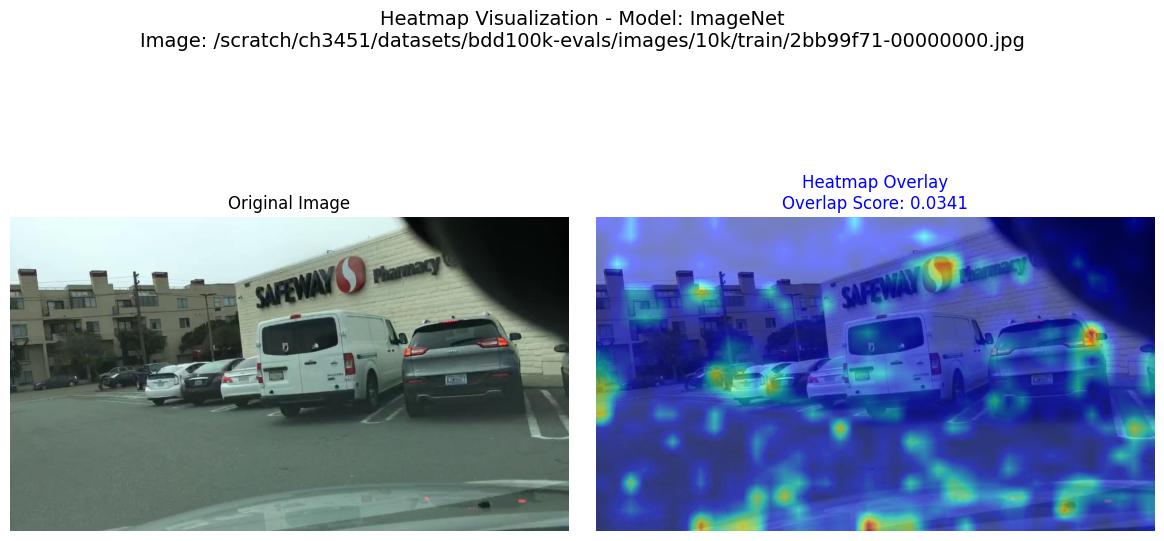 Heatmap Visualization - Model: ImageNet
Image: /scratch/ch3451/datasets/bdd100k-evals/images/10k/train/2bb99f71-00000000.jpg
Original Image
Heatmap Overlay
Overlap Score: 0.0341
SAFEWAY Pharmacy
SAFEWAY Pharmacy